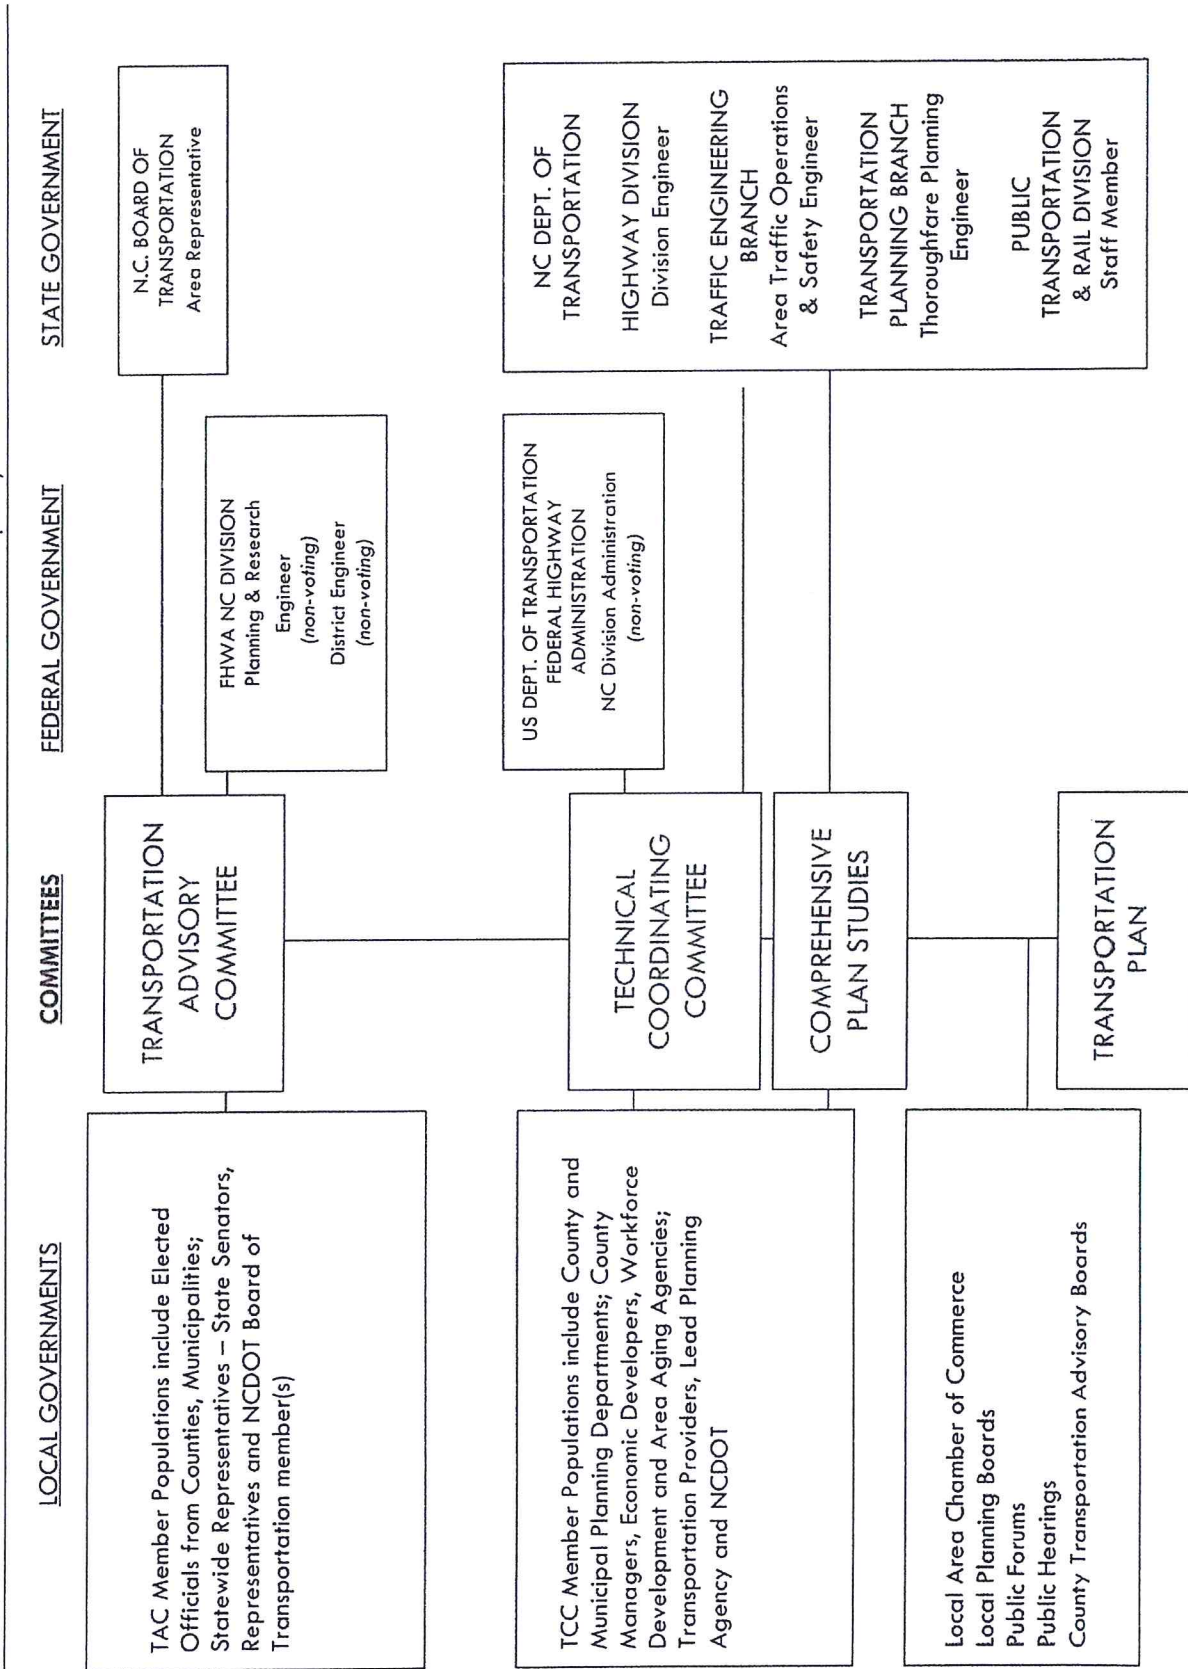 LOCAL GOVERNMENTS
COMMITTEES
FEDERAL GOVERNMENT
STATE GOVERNMENT
TAC Member Populations include Elected
Officials from Counties, Municipalities;
Statewide Representatives – State Senators,
Representatives and NCDOT Board of
Transportation member(s)
TRANSPORTATION
ADVISORY
COMMITTEE
FHWA NC DIVISION
Planning & Research
Engineer
(non-voting)
District Engineer
(non-voting)
N.C. BOARD OF
TRANSPORTATION
Area Representative
TCC Member Populations include County and
Municipal Planning Departments; County
Managers, Economic Developers, Workforce
Development and Area Aging Agencies;
Transportation Providers, Lead Planning
Agency and NCDOT
TECHNICAL
COORDINATING
COMMITTEE
US DEPT. OF TRANSPORTATION
FEDERAL HIGHWAY
ADMINISTRATION
NC Division Administration
(non-voting)
NC DEPT. OF
TRANSPORTATION
HIGHWAY DIVISION
Division Engineer
TRAFFIC ENGINEERING
BRANCH
Area Traffic Operations
& Safety Engineer
TRANSPORTATION
PLANNING BRANCH
Thoroughfare Planning
Engineer
PUBLIC
TRANSPORTATION
& RAIL DIVISION
Staff Member
COMPREHENSIVE
PLAN STUDIES
Local Area Chamber of Commerce
Local Planning Boards
Public Forums
Public Hearings
County Transportation Advisory Boards
TRANSPORTATION
PLAN